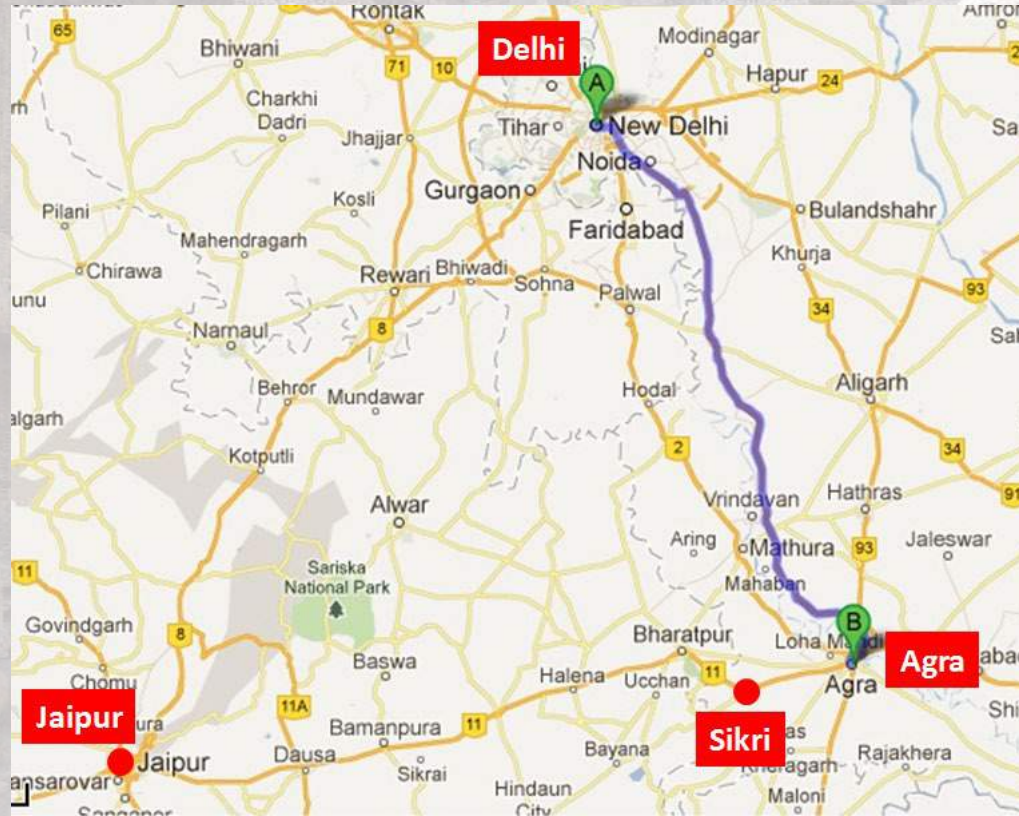 Rohtak
65
Bhiwani
Delhi
Modinagar
71
10
A
Hapur
24
Charkhi
Dadri
Jhajjar
Tihar
New Delhi
Noida
Gurgaon
Pilani
Kosli
Faridabad
Bulandshahr
Mahendragarh
Khurja
Chirawa
Rewari
Bhiwadi
Sohna
Palwal
93
34
8
Narnaul
Behror
Mundawar
Hodal
Aligarh
2
34
Kotputli
Alwar
Vrindavan
Hathras
Aring
Mathura
93
Jaleswar
Mahaban
11
Sariska
National Park
Govindgarh
8
Bharatpur
B
Loha Mandi
Agra
Baswa
Halena
Ucchan
11
Agra
Chomu
11A
Jaipur
Bamanpura
11
Sikri
Jaipur
Dausa
Sikrai
Bayana
Rajakhera
Hindaun
City
Maloni